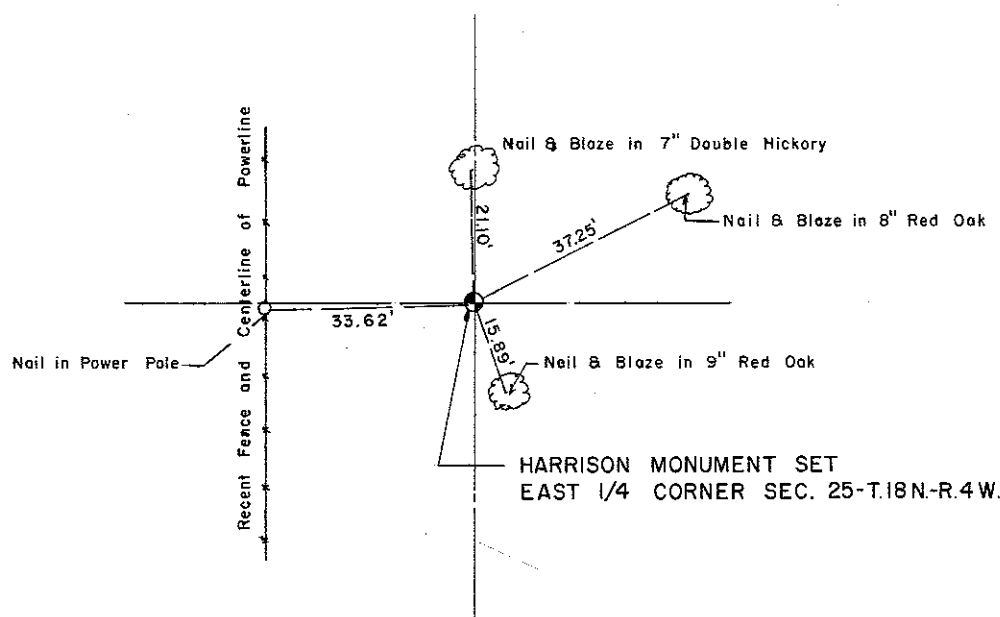 Nail & Blaze in 7" Double Hickory
Recent Fence and Centerline of Powerline
21.10'
37.25'
Nail & Blaze in 8" Red Oak
33.62'
15.89'
Nail in Power Pole
Nail & Blaze in 9" Red Oak
HARRISON MONUMENT SET
EAST 1/4 CORNER SEC. 25-T.18N.-R.4W.